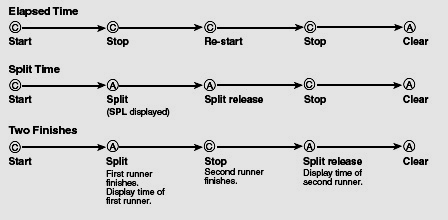 Elapsed Time
C C C C A
Start Stop Re-start Stop Clear
Split Time
C A A C A
Start Split Split release Stop Clear
(SPL displayed)
Two Finishes
C A C A A
Start Split Stop Split release Clear
First runner Second runner Display time of
finishes. finishes. second runner.
Display time of
first runner.